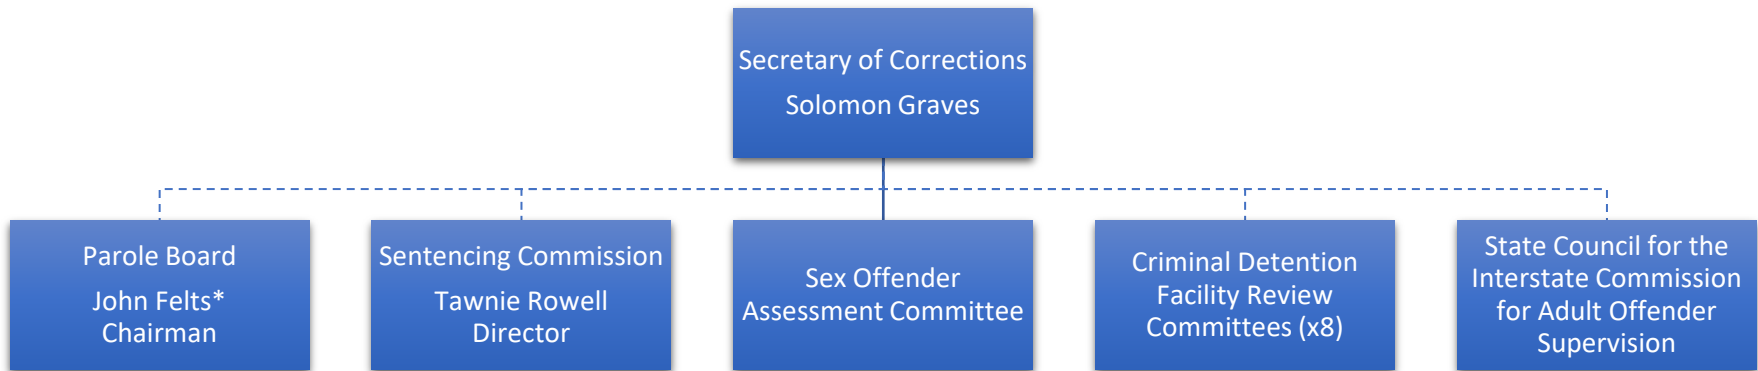 Secretary of Corrections
Solomon Graves
Parole Board
John Felts*
Chairman
Sentencing Commission
Tawnie Rowell
Director
Sex Offender
Assessment Committee
Criminal Detention
Facility Review
Committees (x8)
State Council for the
Interstate Commission
for Adult Offender
Supervision